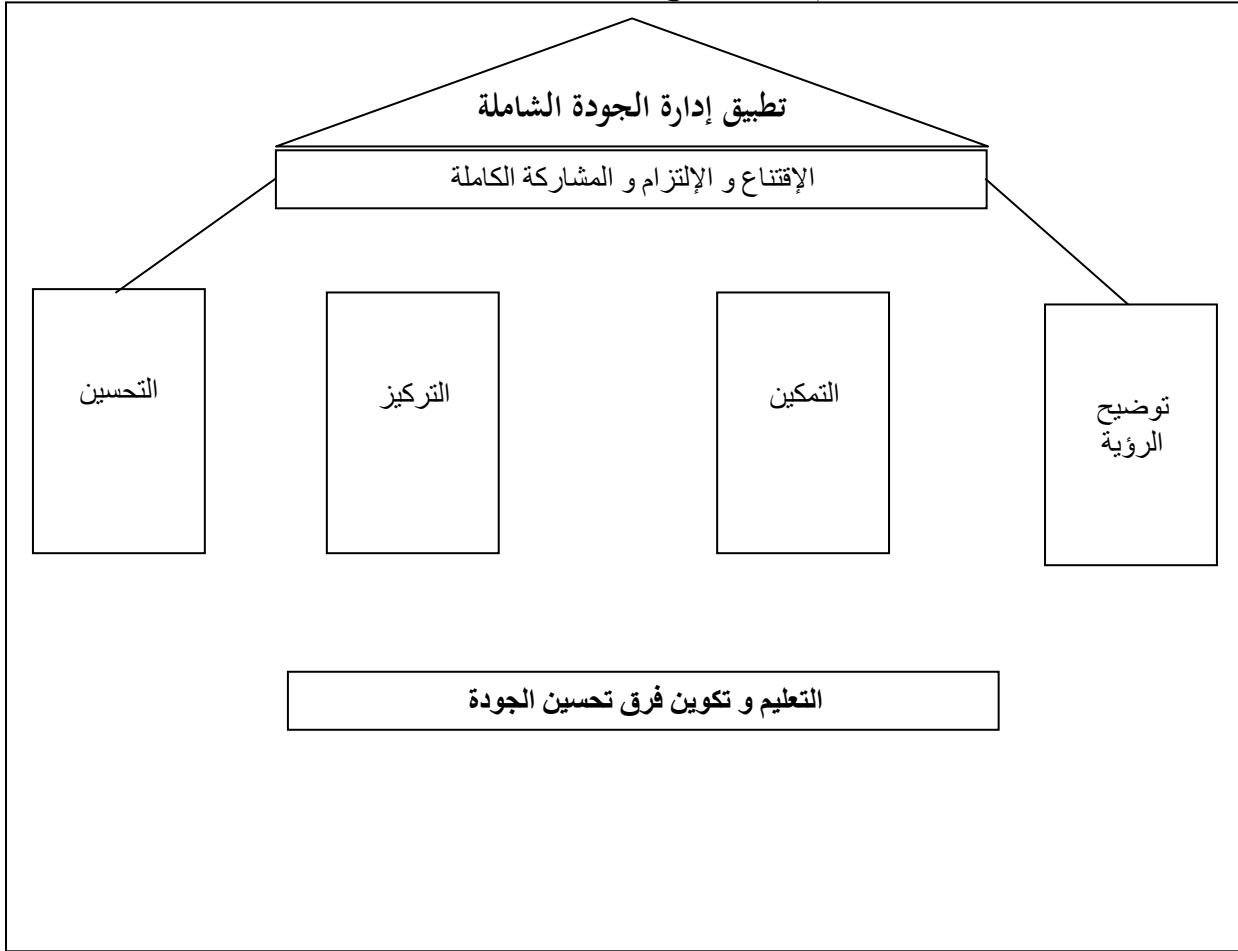 تطبيق إدارة الجودة الشاملة
الإقتناع و الإلتزام و المشاركة الكاملة
توضيح
الرؤية
التمكين
التركيز
التحسين
التعليم و تكوين فرق تحسين الجودة